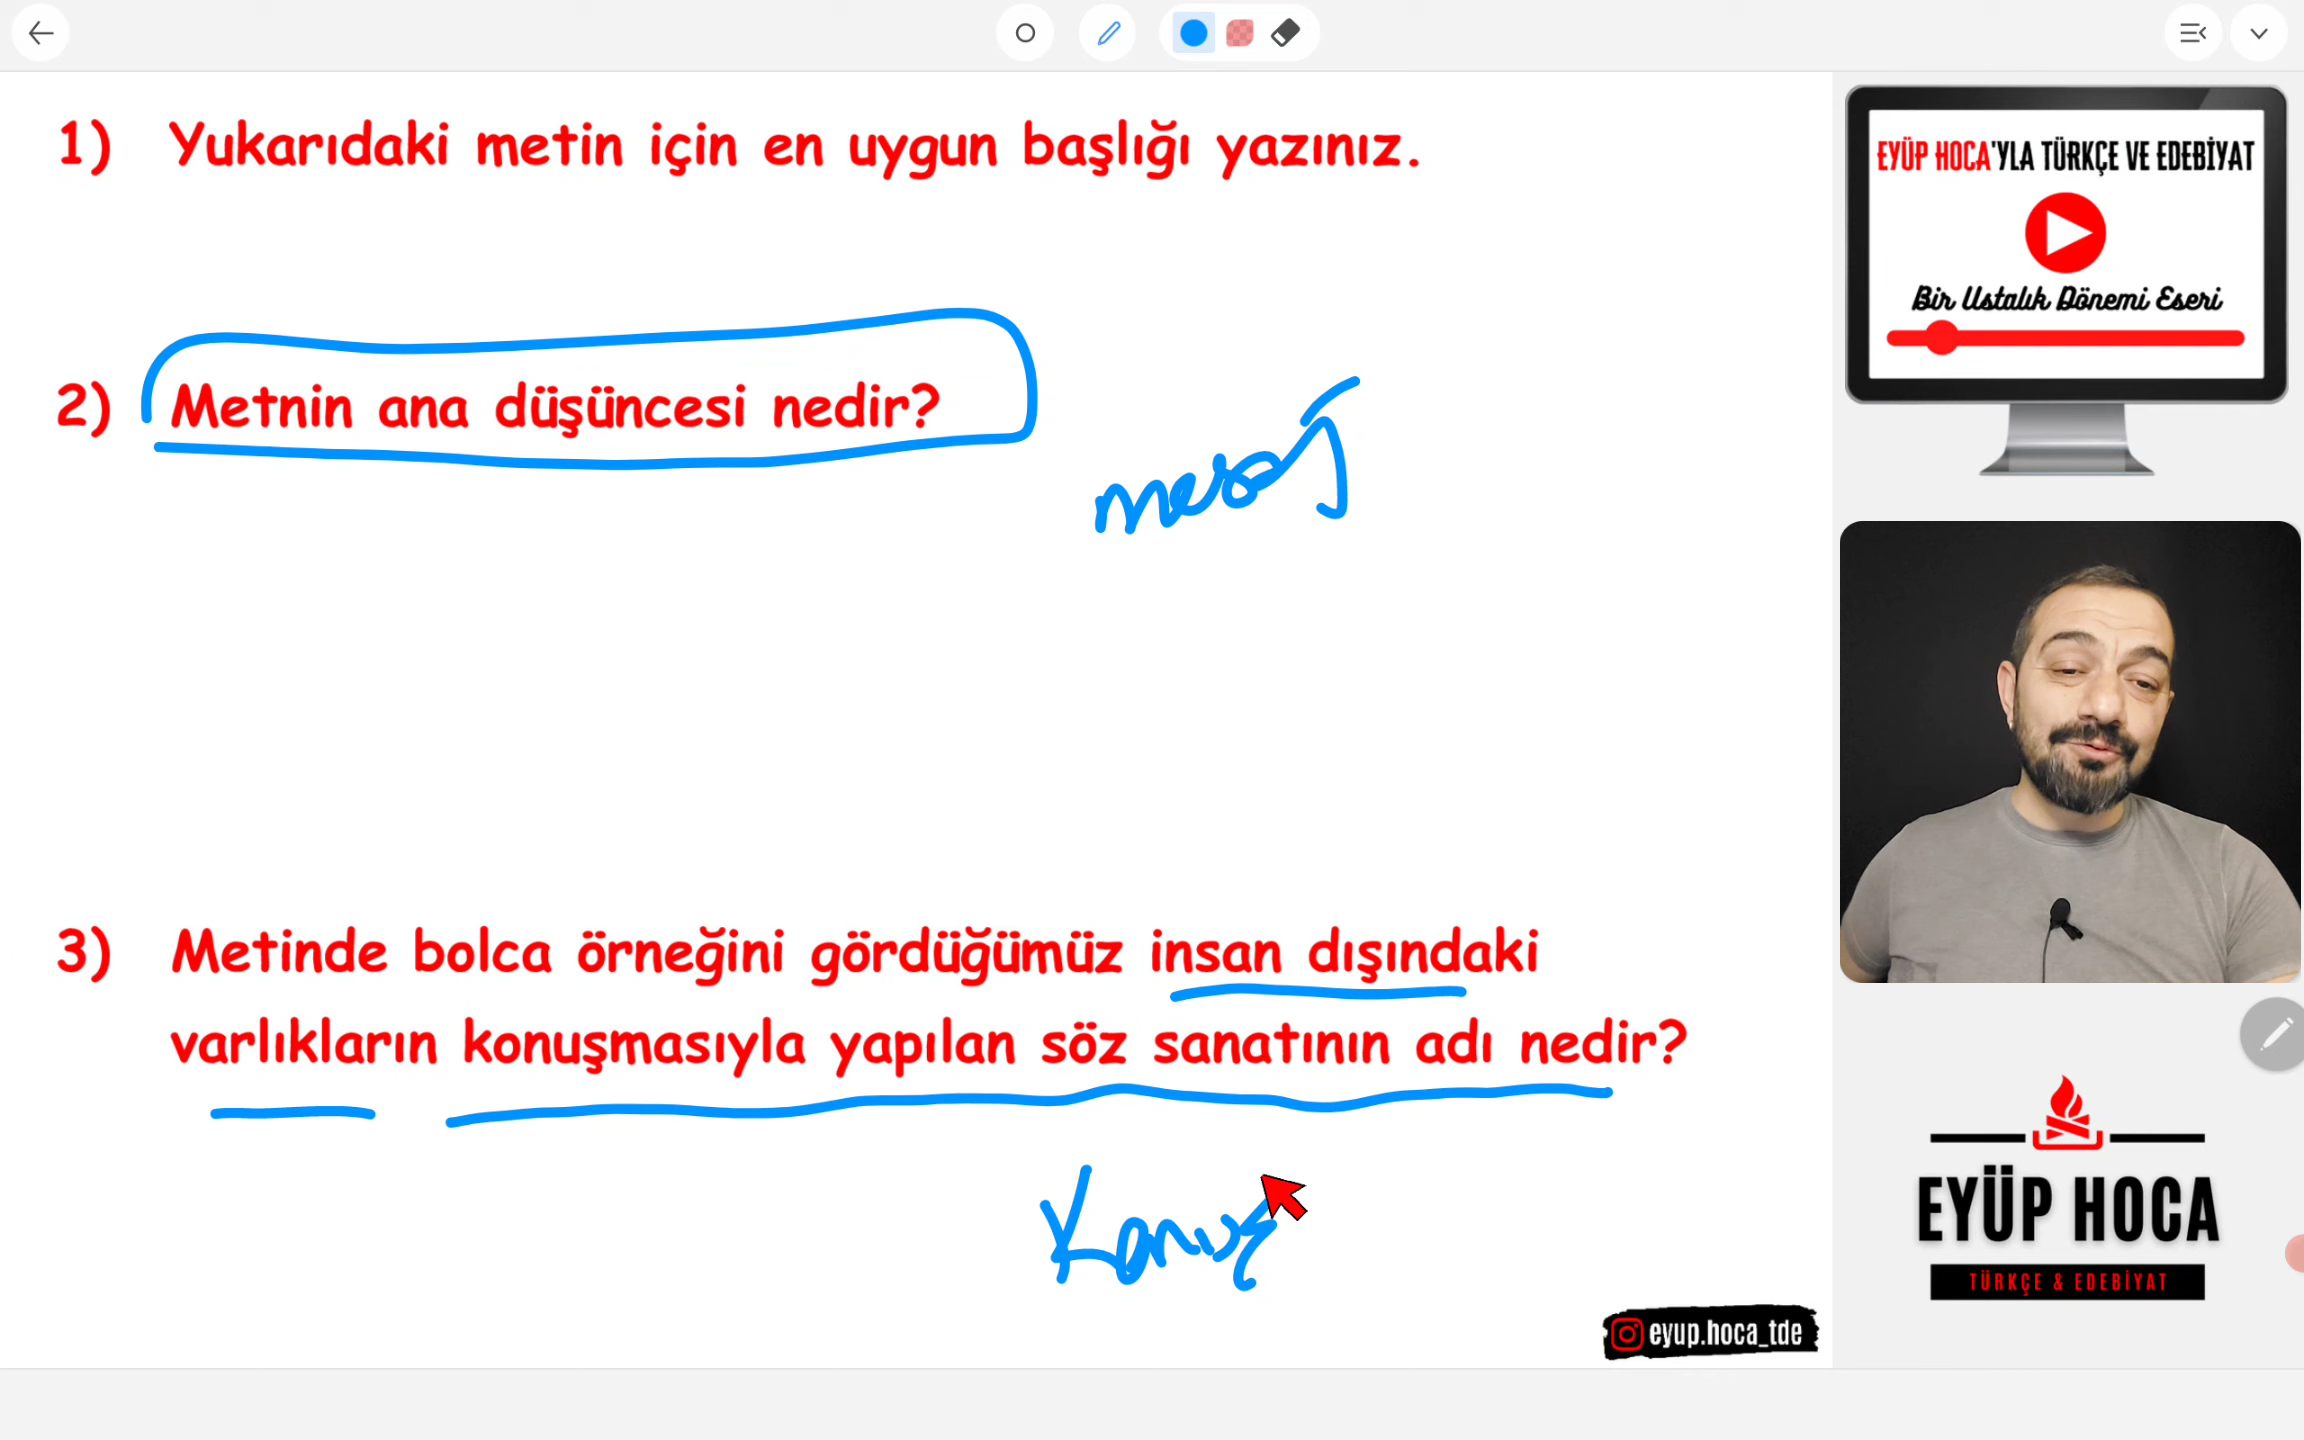 1) Yukarıdaki metin için en uygun başlığı yazınız.
2) Metnin ana düşüncesi nedir?
mesaj
3) Metinde bolca örneğini gördüğümüz insan dışındaki
varlıkların konuşmasıyla yapılan söz sanatının adı nedir?
Konuş
eyup.hoca_tde
EYÜP HOCA'YLA TÜRKÇE VE EDEBİYAT
Bir Ustalık Dönemi Eseri
EYÜP HOCA
TÜRKÇE & EDEBİYAT